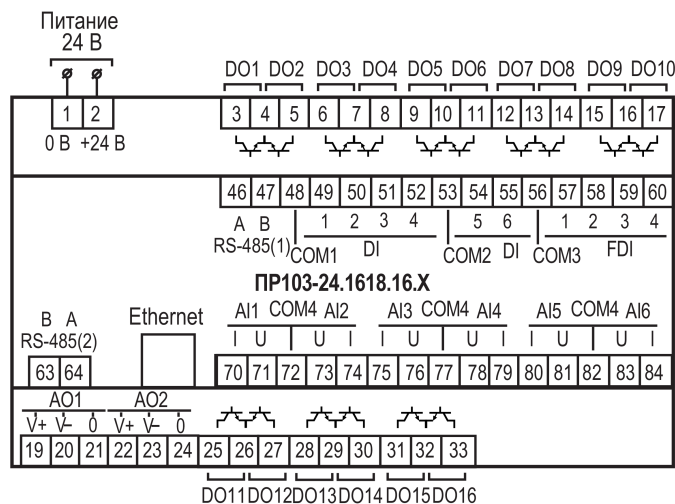 Питание
24 В
DO1 DO2 DO3 DO4 DO5 DO6 DO7 DO8 DO9 DO10
1 2 3 4 5 6 7 8 9 10 11 12 13 14 15 16 17
0 В +24 В
46 47 48 49 50 51 52 53 54 55 56 57 58 59 60
A B 1 2 3 4 5 6 1 2 3 4
RS-485(1) COM1 DI COM2 DI COM3 FDI
ПР103-24.1618.16.X
B A Ethernet AI1 COM4 AI2 AI3 COM4 AI4 AI5 COM4 AI6
RS-485(2) I U U I I U U I I U U I
63 64 70 71 72 73 74 75 76 77 78 79 80 81 82 83 84
AO1 AO2
V+ V- 0 V+ V- 0
19 20 21 22 23 24 25 26 27 28 29 30 31 32 33
DO11 DO12 DO13 DO14 DO15 DO16